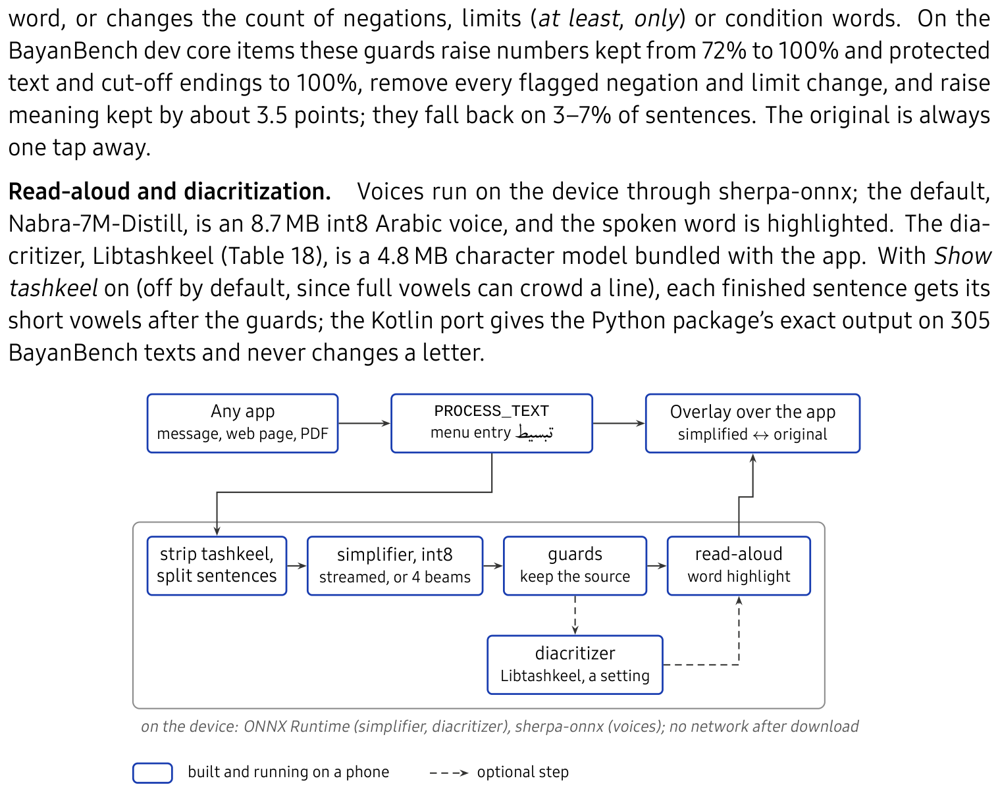 word, or changes the count of negations, limits (at least, only) or condition words. On the
BayanBench dev core items these guards raise numbers kept from 72% to 100% and protected
text and cut-off endings to 100%, remove every flagged negation and limit change, and raise
meaning kept by about 3.5 points; they fall back on 3–7% of sentences. The original is always
one tap away.
Read-aloud and diacritization. Voices run on the device through sherpa-onnx; the default,
Nabra-7M-Distill, is an 8.7 MB int8 Arabic voice, and the spoken word is highlighted. The dia-
critizer, Libtashkeel (Table 18), is a 4.8 MB character model bundled with the app. With Show
tashkeel on (off by default, since full vowels can crowd a line), each finished sentence gets its
short vowels after the guards; the Kotlin port gives the Python package’s exact output on 305
BayanBench texts and never changes a letter.
Any app
message, web page, PDF
PROCESS_TEXT
menu entry تبسيط
Overlay over the app
simplified ↔ original
strip tashkeel,
split sentences
simplifier, int8
streamed, or 4 beams
guards
keep the source
read-aloud
word highlight
diacritizer
Libtashkeel, a setting
on the device: ONNX Runtime (simplifier, diacritizer), sherpa-onnx (voices); no network after download
built and running on a phone
optional step